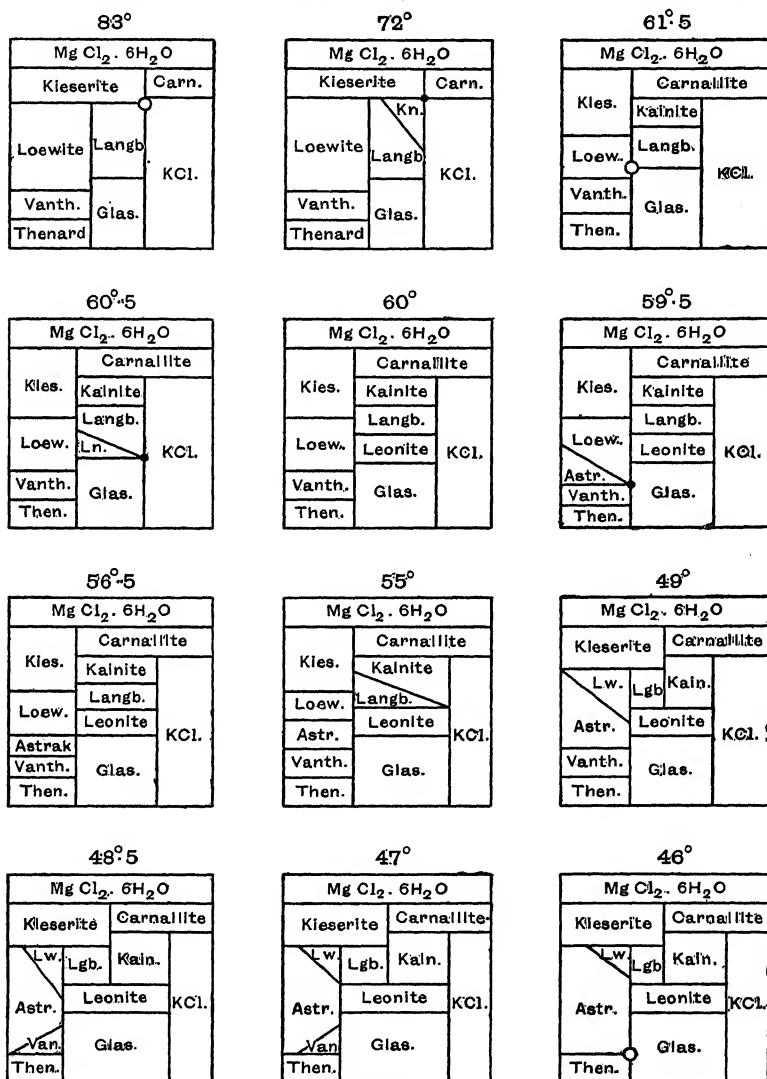 83°
Mg Cl2. 6H2O
Kieserite Carn.
Loewite Langb. KCl.
Vanth. Glas.
Thenard
72°
Mg Cl2. 6H2O
Kieserite Carn.
Kn.
Loewite Langb. KCl.
Vanth. Glas.
Thenard
61°.5
Mg Cl2. 6H2O
Carnallite
Kies. Kainite
Loew. Langb. KCl.
Vanth. Glas.
Then.
60°.5
Mg Cl2. 6H2O
Carnallite
Kies. Kainite
Langb.
Loew. Ln. KCl.
Vanth. Glas.
Then.
60°
Mg Cl2. 6H2O
Carnallite
Kies. Kainite
Langb.
Loew. Leonite KCl.
Vanth. Glas.
Then.
59°.5
Mg Cl2. 6H2O
Carnallite
Kies. Kainite
Langb.
Loew. Leonite KCl.
Astr.
Vanth. Glas.
Then.
56°.5
Mg Cl2. 6H2O
Carnallite
Kies. Kainite
Langb.
Loew. Leonite KCl.
Astrak
Vanth. Glas.
Then.
55°
Mg Cl2. 6H2O
Carnallite
Kies. Kainite
Loew. Langb.
Leonite
Astr. KCl.
Vanth. Glas.
Then.
49°
Mg Cl2. 6H2O
Kieserite Carnallite
Lw. Lgb Kain.
Astr. Leonite KCl.
Vanth. Glas.
Then.
48°.5
Mg Cl2. 6H2O
Kieserite Carnallite
Lw. Lgb. Kain.
Astr. Leonite KCl.
Van. Glas.
Then.
47°
Mg Cl2. 6H2O
Kieserite Carnallite.
Lw. Lgb. Kain.
Astr. Leonite KCl.
Van Glas.
Then.
46°
Mg Cl2. 6H2O
Kieserite Carnallite
Lw. Lgb Kain.
Astr. Leonite KCl.
Glas.
Then.